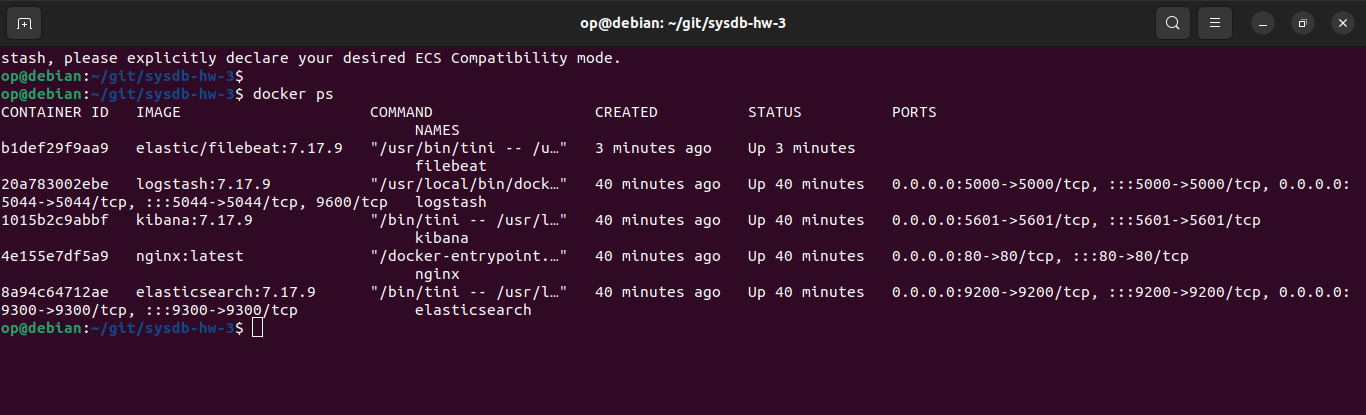 op@debian: ~/git/sysdb-hw-3
stash, please explicitly declare your desired ECS Compatibility mode.
op@debian:~/git/sysdb-hw-3$
op@debian:~/git/sysdb-hw-3$ docker ps
CONTAINER ID   IMAGE                     COMMAND                  CREATED          STATUS          PORTS
                                              NAMES
b1def29f9aa9   elastic/filebeat:7.17.9   "/usr/bin/tini -- /u…"   3 minutes ago    Up 3 minutes
                                              filebeat
20a783002ebe   logstash:7.17.9           "/usr/local/bin/dock…"   40 minutes ago   Up 40 minutes   0.0.0.0:5000->5000/tcp, :::5000->5000/tcp, 0.0.0.0:
5044->5044/tcp, :::5044->5044/tcp, 9600/tcp   logstash
1015b2c9abbf   kibana:7.17.9             "/bin/tini -- /usr/l…"   40 minutes ago   Up 40 minutes   0.0.0.0:5601->5601/tcp, :::5601->5601/tcp
                                              kibana
4e155e7df5a9   nginx:latest              "/docker-entrypoint.…"   40 minutes ago   Up 40 minutes   0.0.0.0:80->80/tcp, :::80->80/tcp
                                              nginx
8a94c64712ae   elasticsearch:7.17.9      "/bin/tini -- /usr/l…"   40 minutes ago   Up 40 minutes   0.0.0.0:9200->9200/tcp, :::9200->9200/tcp, 0.0.0.0:
9300->9300/tcp, :::9300->9300/tcp             elasticsearch
op@debian:~/git/sysdb-hw-3$